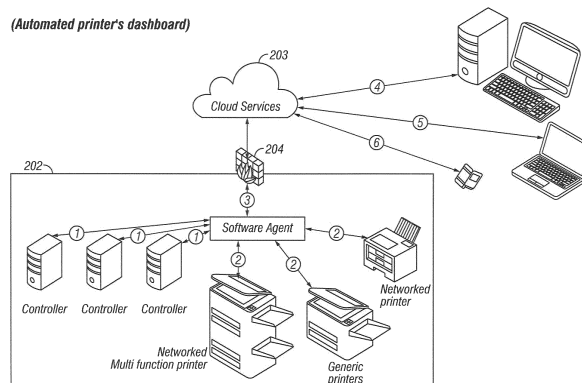 (Automated printer's dashboard)
203
Cloud Services
4
5
6
204
202
3
1
1
1
Software Agent
2
2
2
Controller
Controller
Controller
Networked
printer
Networked
Multi function printer
Generic
printers